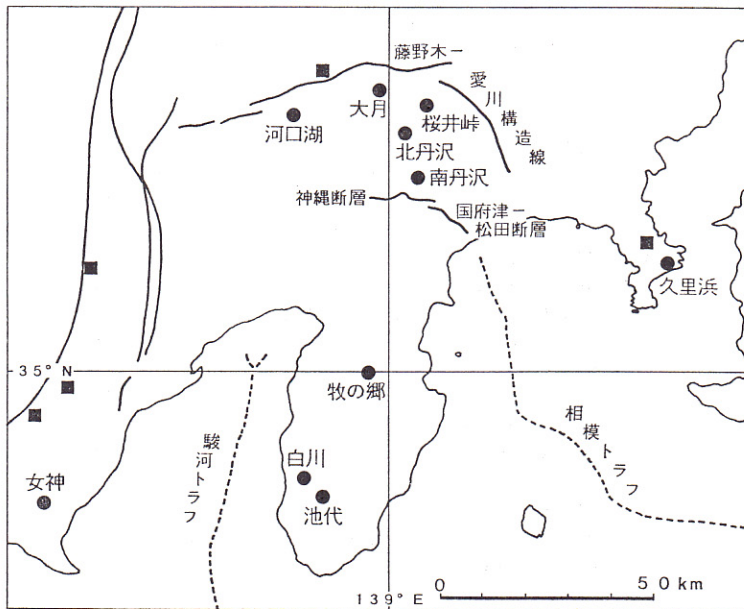 藤野木ー
愛川構造線
大月
河口湖
桜井峠
北丹沢
南丹沢
神縄断層
国府津ー
松田断層
久里浜
35°N
牧の郷
駿河トラフ
相模トラフ
白川
池代
女神
139°E
0
50km